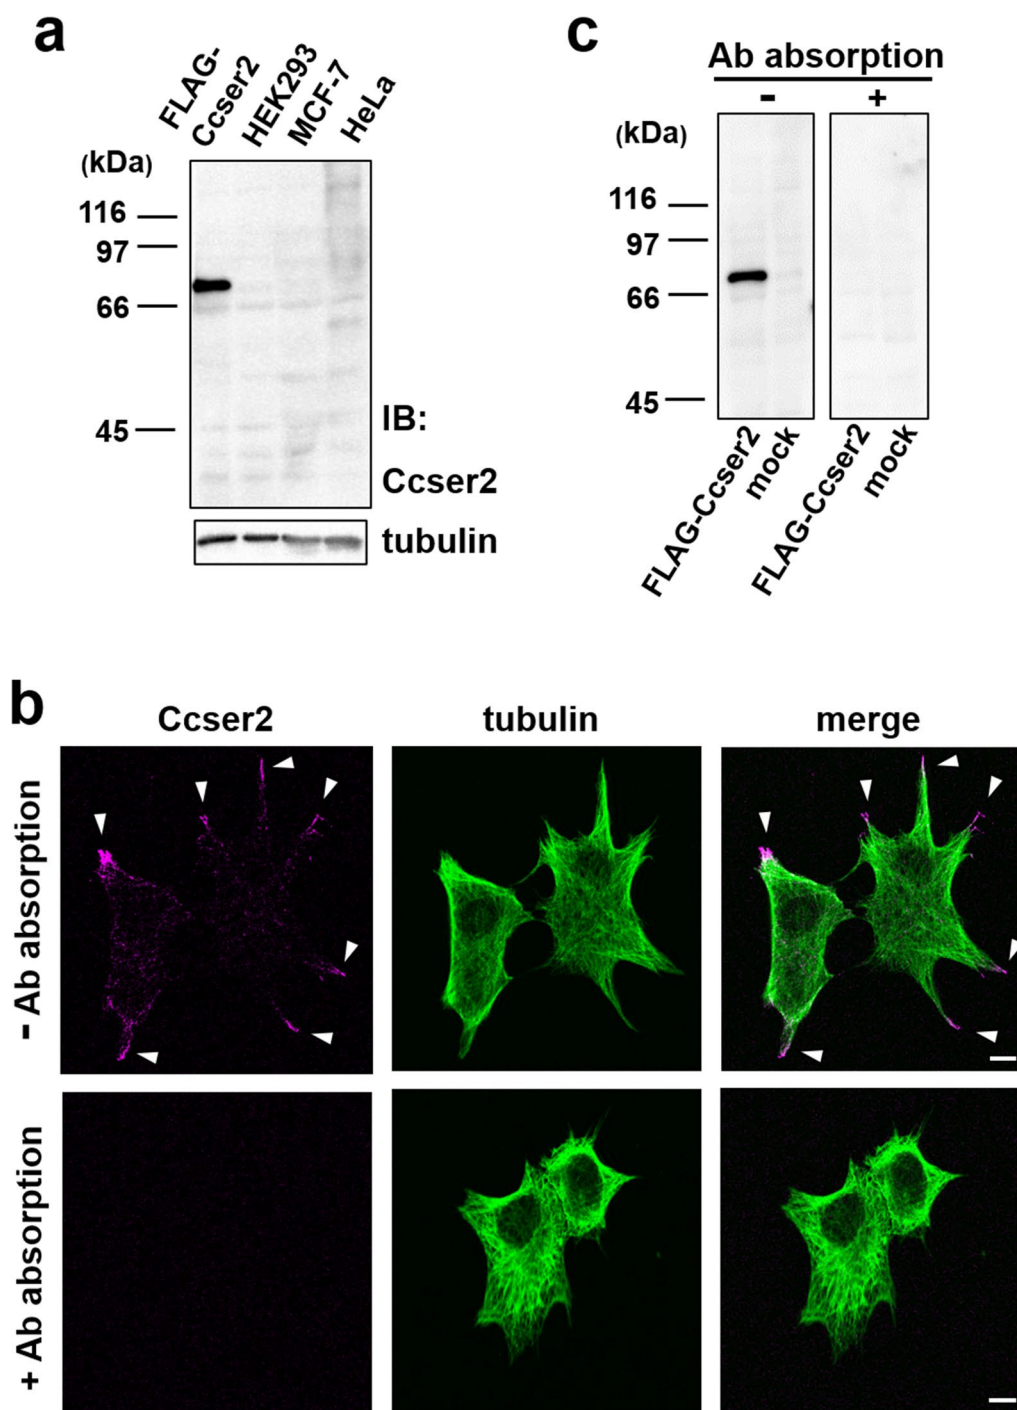 a
FLAG-
Ccser2
HEK293
MCF-7
HeLa
(kDa)
116
97
66
45
IB:
Ccser2
tubulin
c
Ab absorption
- +
116
97
66
45
FLAG-Ccser2
mock
FLAG-Ccser2
mock
b
Ccser2 tubulin merge
- Ab absorption
+ Ab absorption